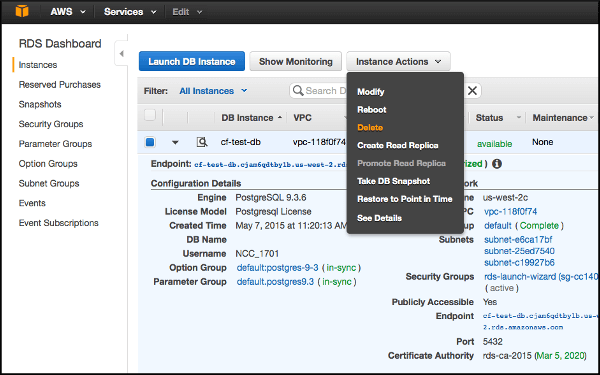 AWS Services Edit
RDS Dashboard
Instances
Reserved Purchases
Snapshots
Security Groups
Parameter Groups
Option Groups
Subnet Groups
Events
Event Subscriptions
Launch DB Instance Show Monitoring Instance Actions
Filter: All Instances Search D
Modify
Reboot
Delete
Create Read Replica
Promote Read Replica
Take DB Snapshot
Restore to Point in Time
See Details
DB Instance VPC Status Maintenance
cf-test-db vpc-118f0f74 available None
Endpoint: cf-test-db.cjam6qdtbylb.us-west-2.rds. rized )
Configuration Details
Engine PostgreSQL 9.3.6
License Model Postgresql License
Created Time May 7, 2015 at 11:20:13 AM
DB Name
Username NCC_1701
Option Group default:postgres-9-3 ( in-sync )
Parameter Group default.postgres9.3 ( in-sync )
ork
ne us-west-2c
PC vpc-118f0f74
up default ( Complete )
Subnets subnet-e6ca17bf
subnet-25ed7540
subnet-c19927b6
Security Groups rds-launch-wizard (sg-cc140
( active )
Publicly Accessible Yes
Endpoint cf-test-db.cjam6qdtbylb.us-west-
2.rds.amazonaws.com
Port 5432
Certificate Authority rds-ca-2015 (Mar 5, 2020)